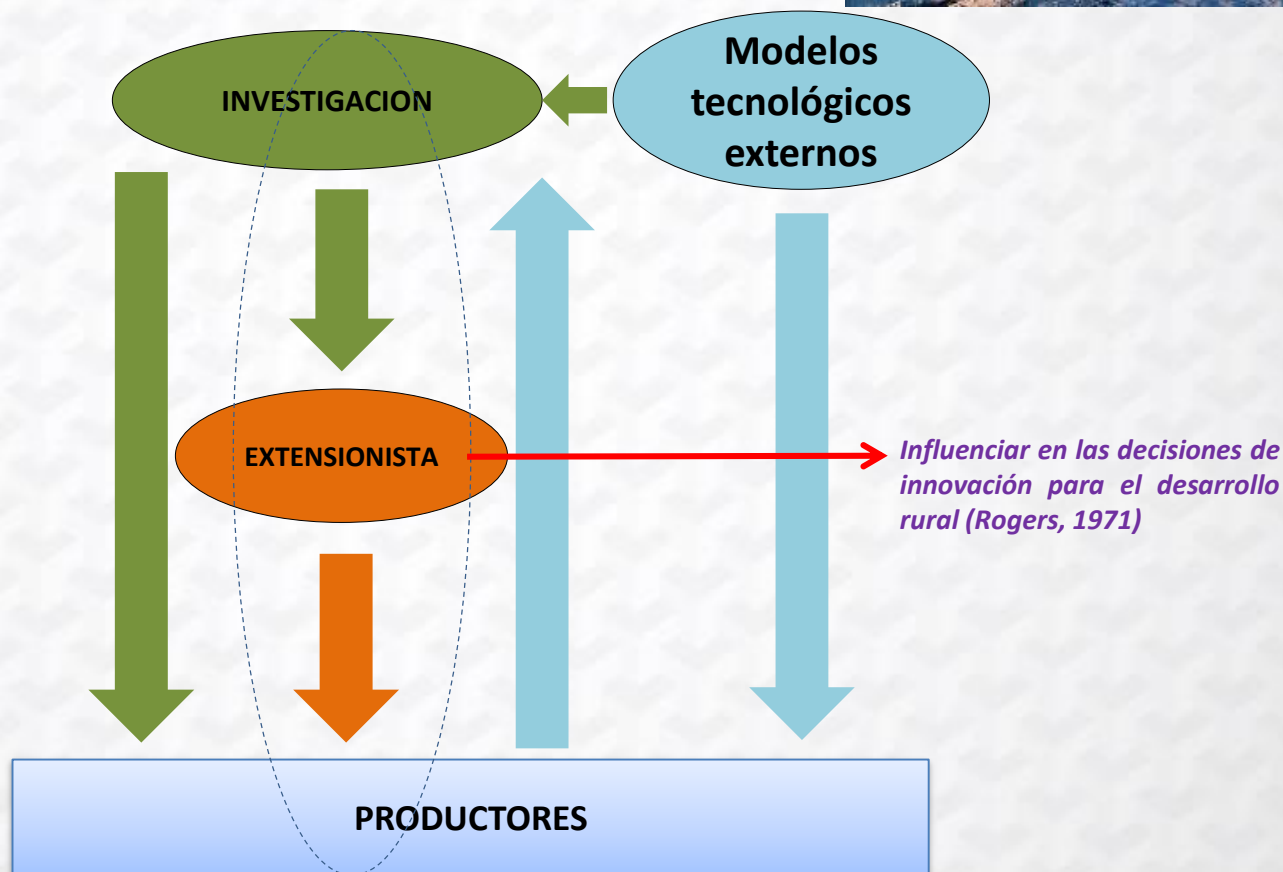 INVESTIGACION
Modelos
tecnológicos
externos
EXTENSIONISTA
Influenciar en las decisiones de
innovación para el desarrollo
rural (Rogers, 1971)
PRODUCTORES